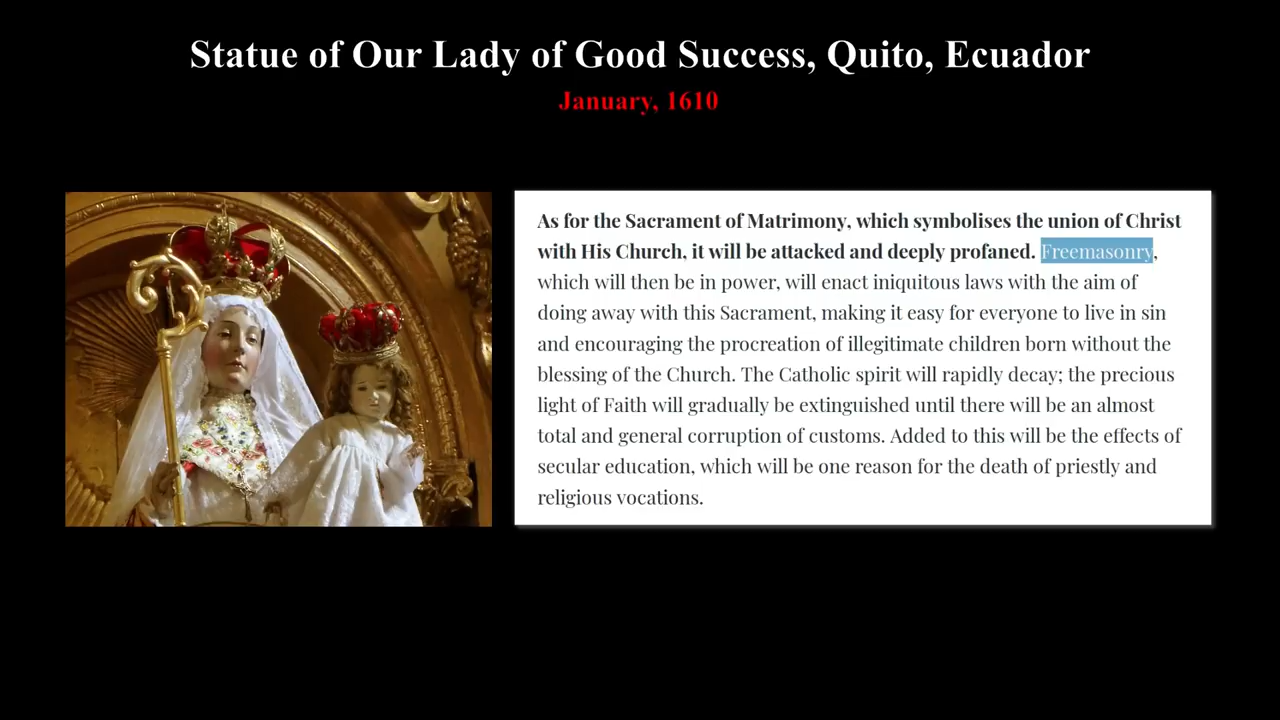 Statue of Our Lady of Good Success, Quito, Ecuador
January, 1610
As for the Sacrament of Matrimony, which symbolises the union of Christ
with His Church, it will be attacked and deeply profaned. Freemasonry,
which will then be in power, will enact iniquitous laws with the aim of
doing away with this Sacrament, making it easy for everyone to live in sin
and encouraging the procreation of illegitimate children born without the
blessing of the Church. The Catholic spirit will rapidly decay; the precious
light of Faith will gradually be extinguished until there will be an almost
total and general corruption of customs. Added to this will be the effects of
secular education, which will be one reason for the death of priestly and
religious vocations.